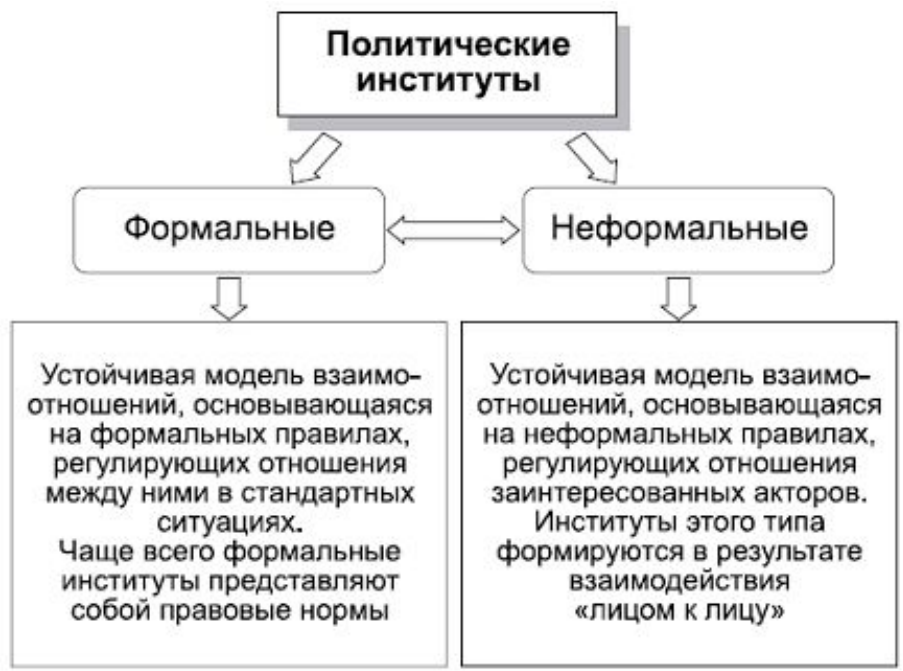 Политические
институты
Формальные
Неформальные
Устойчивая модель взаимо-
отношений, основывающаяся
на формальных правилах,
регулирующих отношения
между ними в стандартных
ситуациях.
Чаще всего формальные
институты представляют
собой правовые нормы
Устойчивая модель взаимо-
отношений, основывающаяся
на неформальных правилах,
регулирующих отношения
заинтересованных акторов.
Институты этого типа
формируются в результате
взаимодействия
«лицом к лицу»